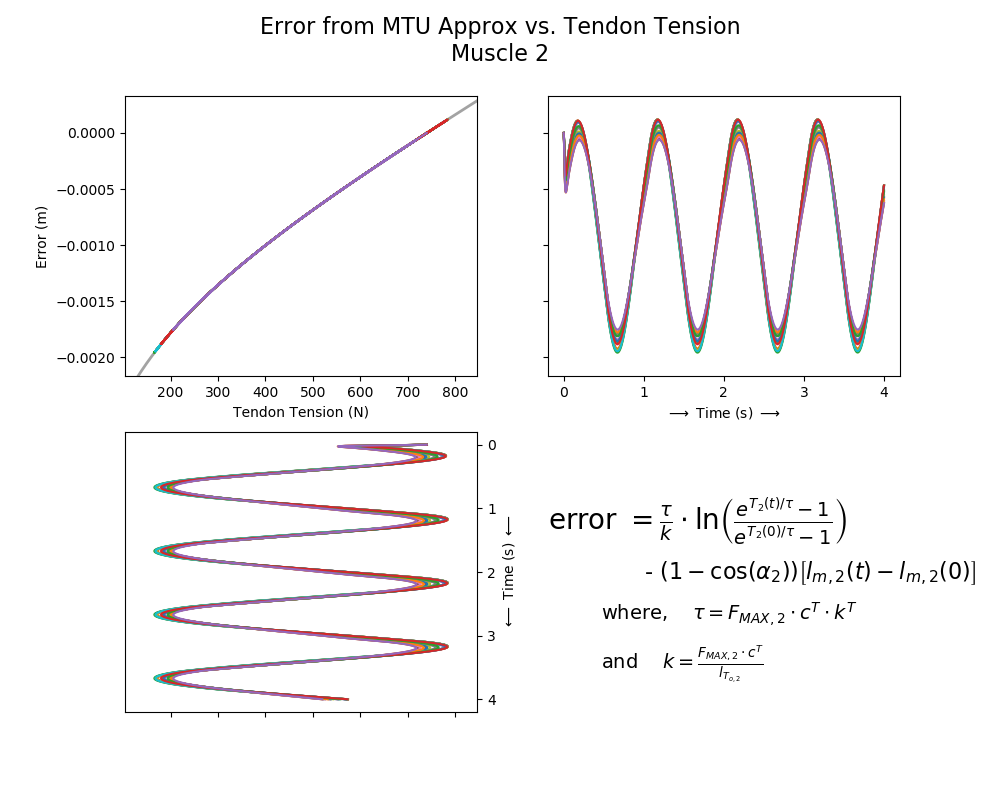 Error from MTU Approx vs. Tendon Tension
Muscle 2
0.0000
−0.0005
−0.0010
−0.0015
−0.0020
Error (m)
200 300 400 500 600 700 800
Tendon Tension (N)
0 1 2 3 4
⟶ Time (s) ⟶
0
1
2
3
4
⟵ Time (s) ⟵
error = τ/k · ln((e^{T₂(t)/τ} − 1)/(e^{T₂(0)/τ} − 1))
- (1 − cos(α₂))[l_{m,2}(t) − l_{m,2}(0)]
where, τ = F_{MAX,2} · c^T · k^T
and k = F_{MAX,2} · c^T / l_{T_{o,2}}